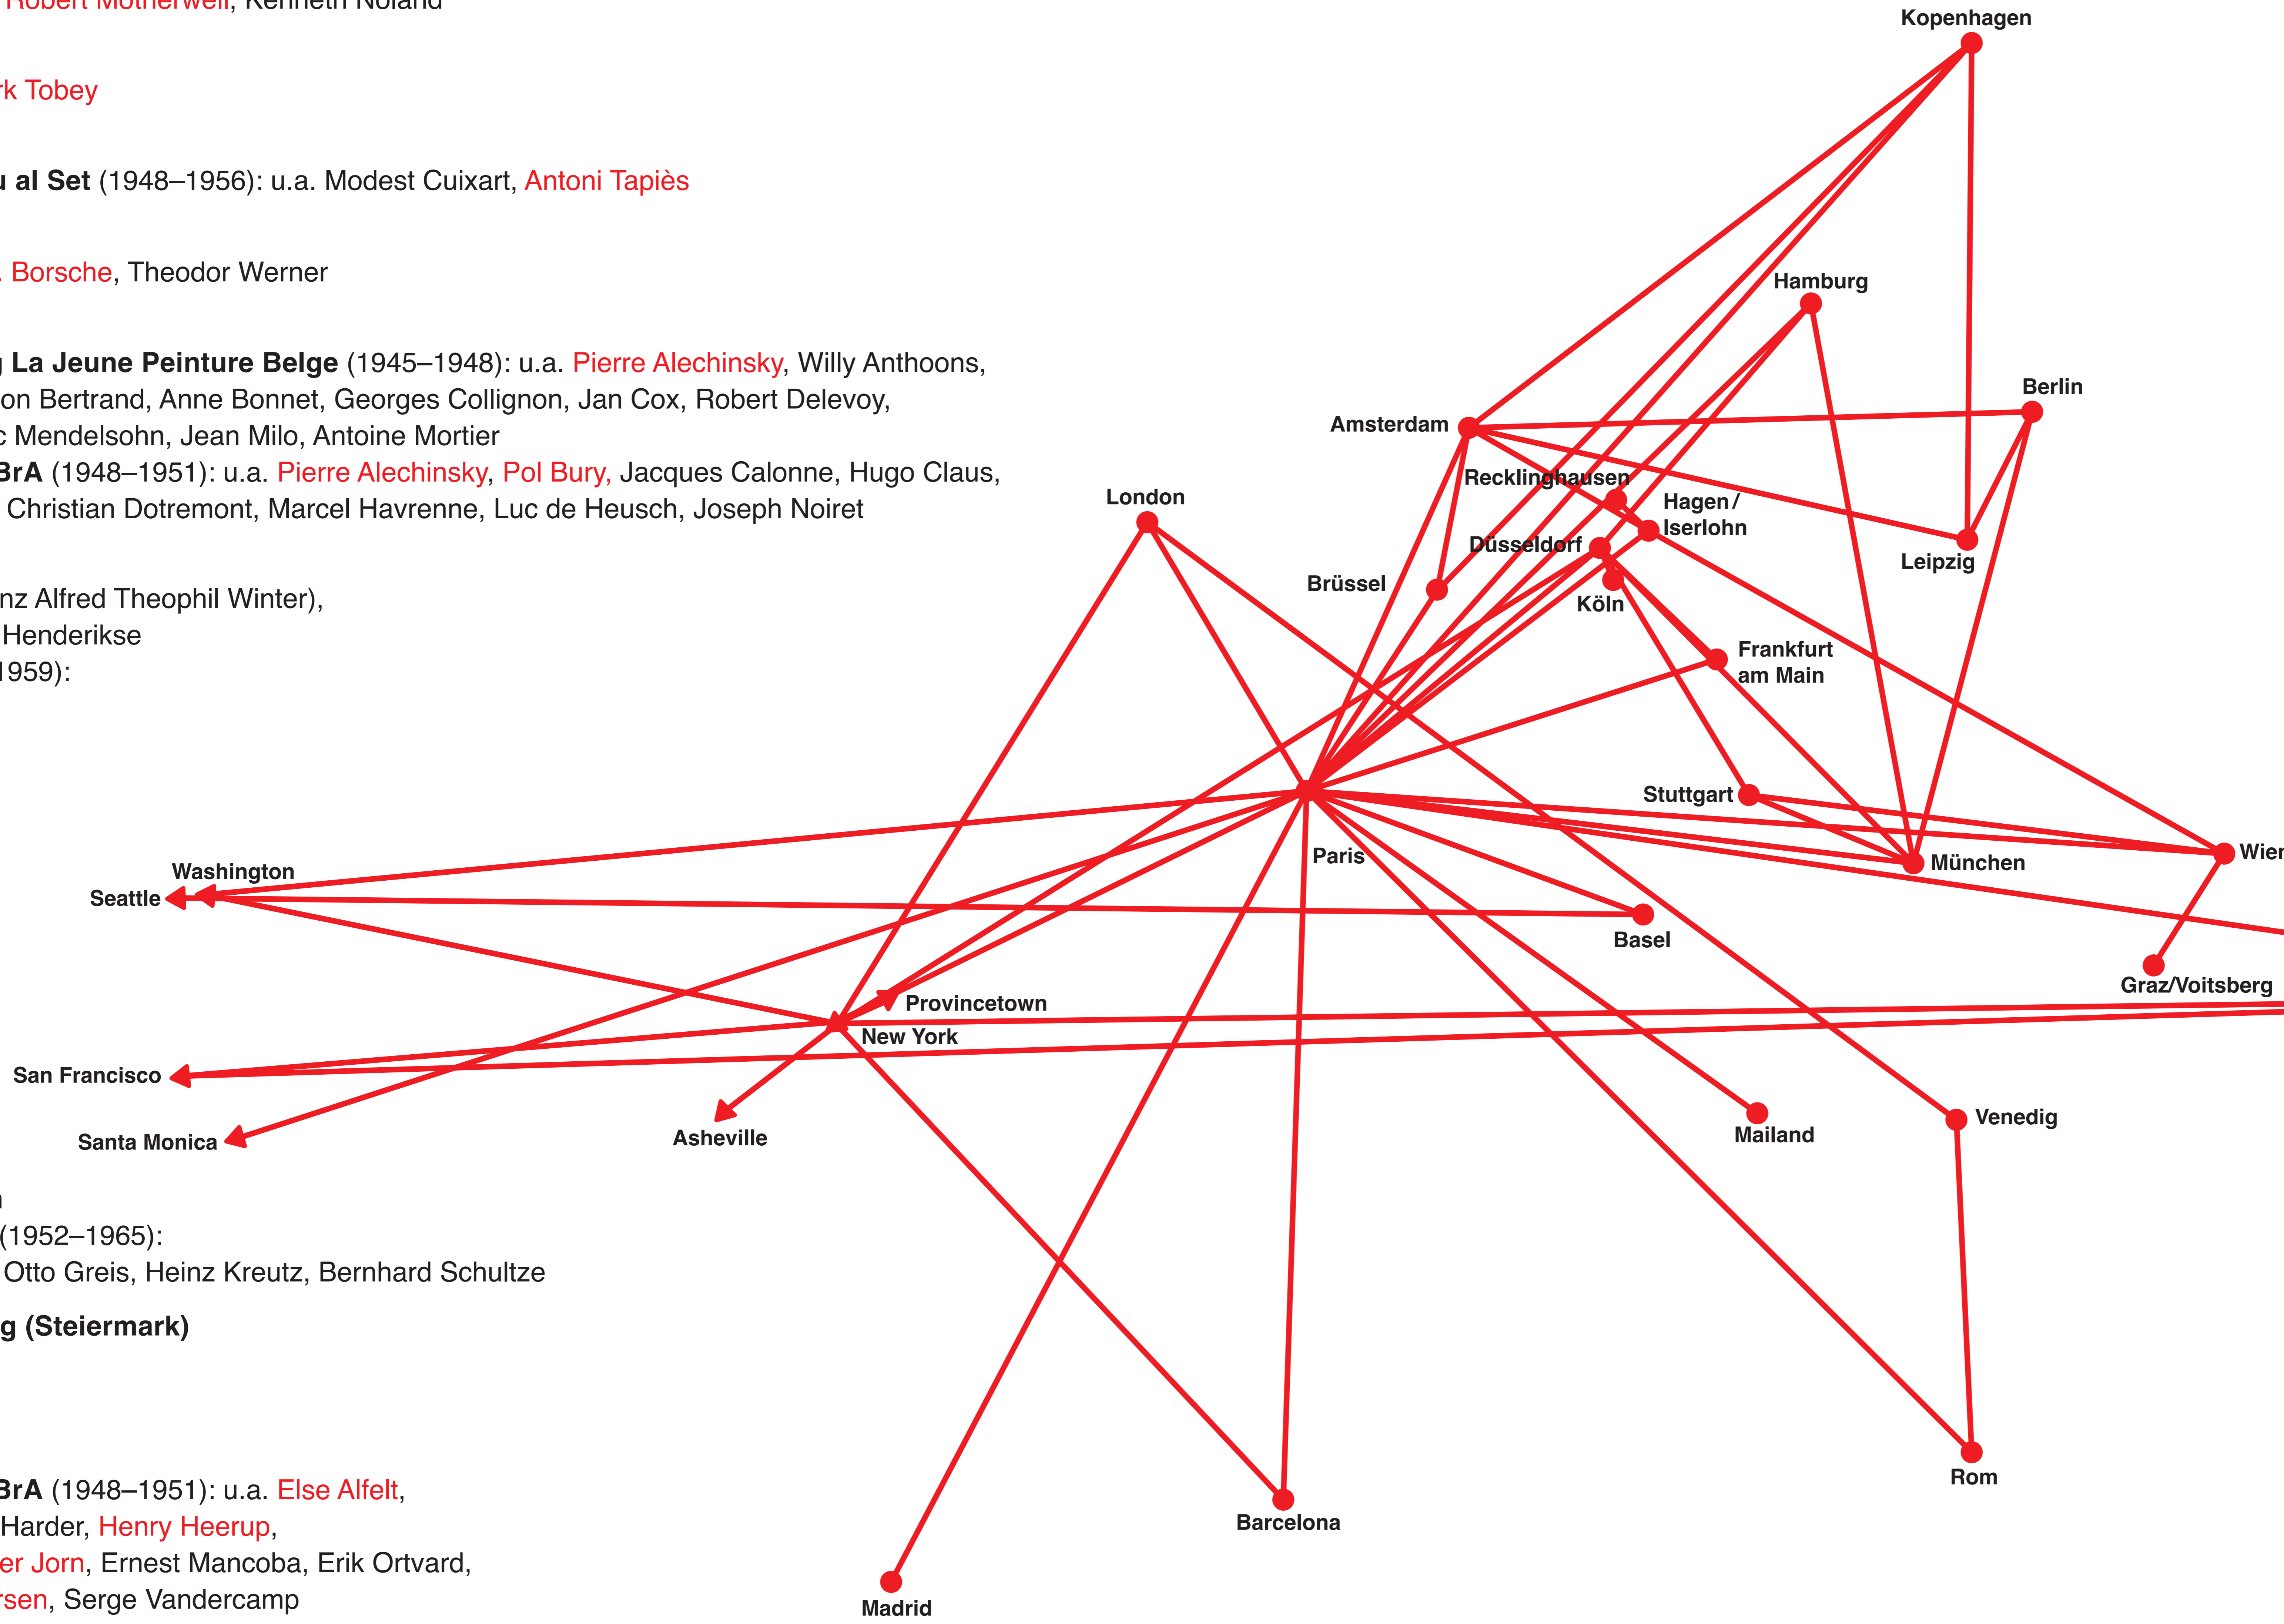 Robert Motherwell, Kenneth Noland
rk Tobey
u al Set (1948–1956): u.a. Modest Cuixart, Antoni Tapiès
. Borsche, Theodor Werner
g La Jeune Peinture Belge (1945–1948): u.a. Pierre Alechinsky, Willy Anthoons,
on Bertrand, Anne Bonnet, Georges Collignon, Jan Cox, Robert Delevoy,
c Mendelsohn, Jean Milo, Antoine Mortier
BrA (1948–1951): u.a. Pierre Alechinsky, Pol Bury, Jacques Calonne, Hugo Claus,
Christian Dotremont, Marcel Havrenne, Luc de Heusch, Joseph Noiret
nz Alfred Theophil Winter),
Henderikse
1959):
(1952–1965):
Otto Greis, Heinz Kreutz, Bernhard Schultze
g (Steiermark)
BrA (1948–1951): u.a. Else Alfelt,
Harder, Henry Heerup,
er Jorn, Ernest Mancoba, Erik Ortvard,
rsen, Serge Vandercamp
Kopenhagen
Hamburg
Berlin
Amsterdam
Recklinghausen
London
Hagen/
Iserlohn
Düsseldorf
Leipzig
Brüssel
Köln
Frankfurt
am Main
Stuttgart
Paris
München
Wien
Washington
Seattle
Basel
Graz/Voitsberg
Provincetown
New York
San Francisco
Santa Monica
Asheville
Mailand
Venedig
Rom
Barcelona
Madrid